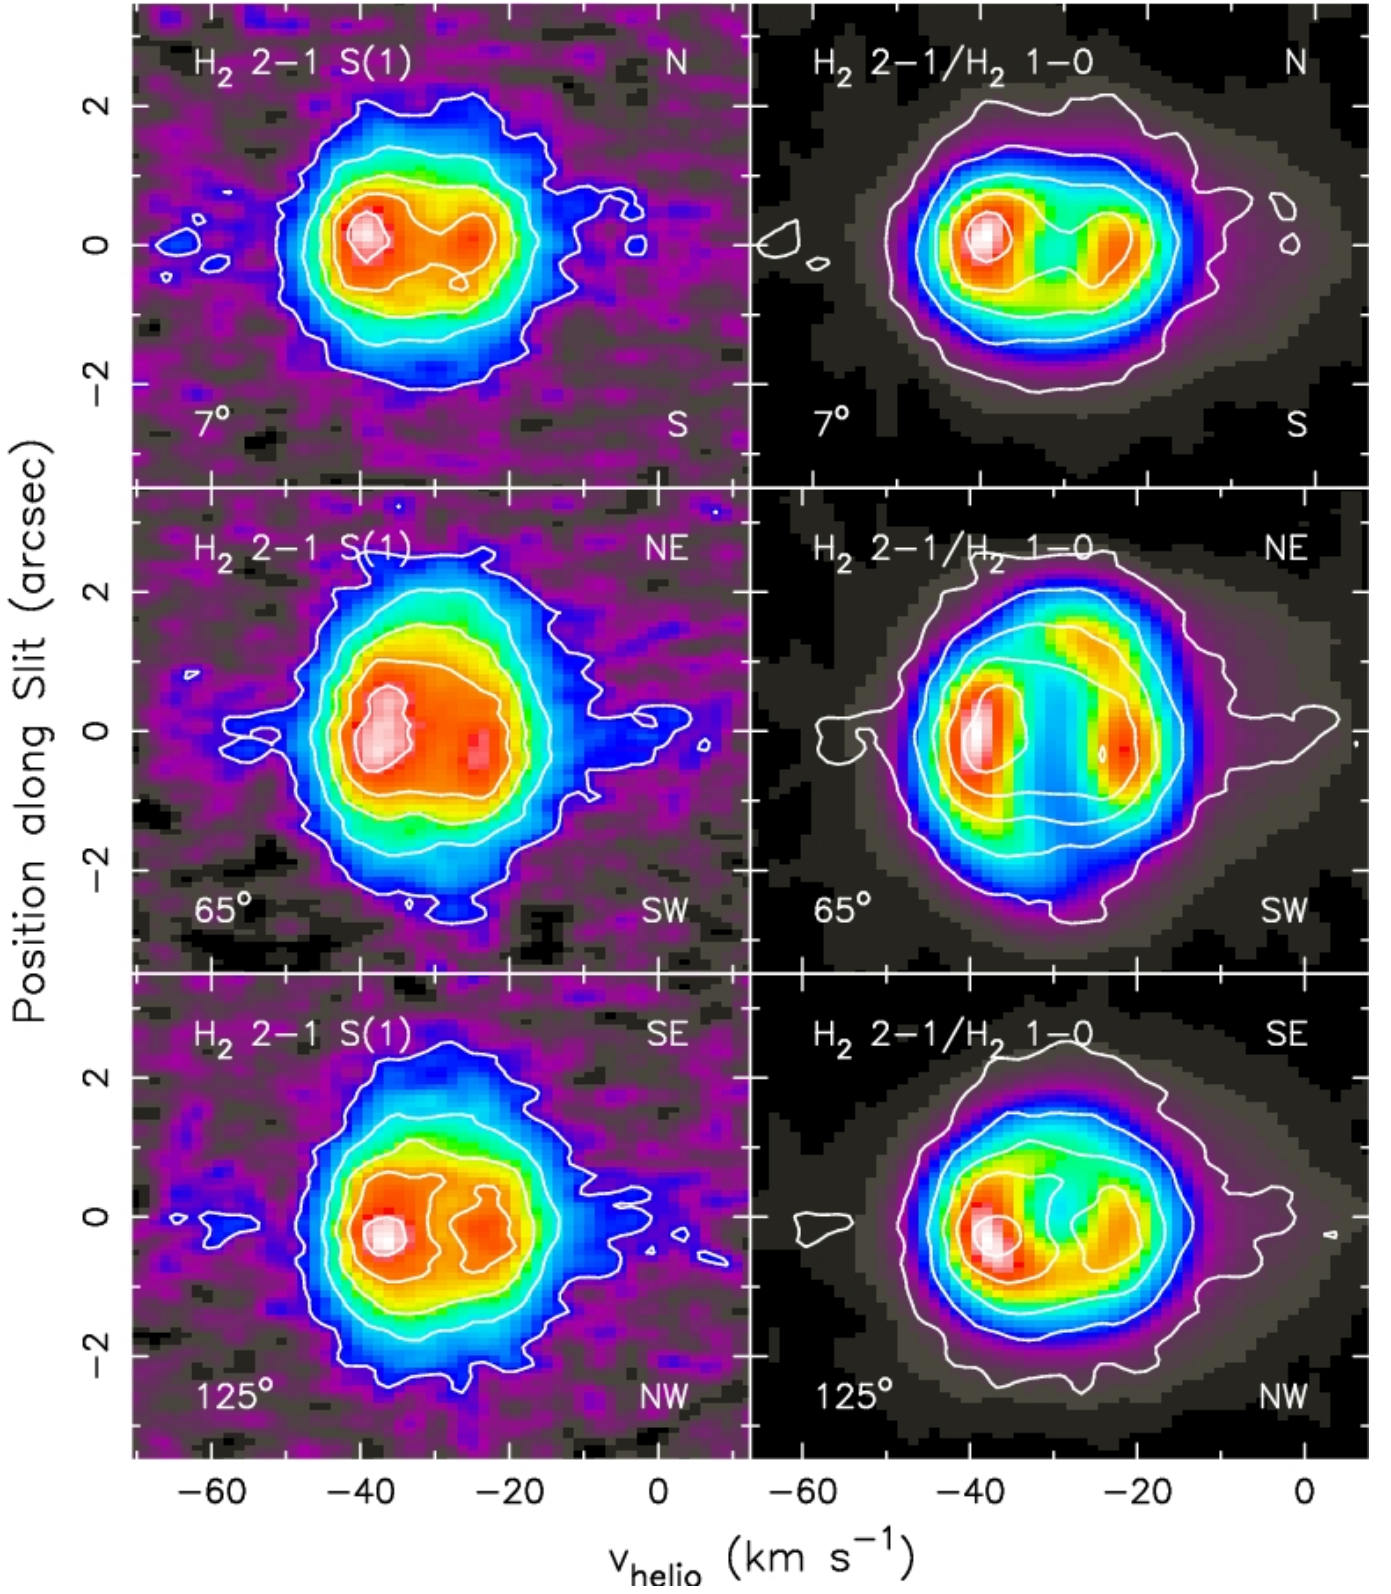 H₂ 2−1 S(1) N
H₂ 2−1/H₂ 1−0 N
2
0
−2
7° S
7° S
H₂ 2−1 S(1) NE
H₂ 2−1/H₂ 1−0 NE
2
0
−2
65° SW
65° SW
H₂ 2−1 S(1) SE
H₂ 2−1/H₂ 1−0 SE
2
0
−2
125° NW
125° NW
Position along Slit (arcsec)
−60 −40 −20 0
−60 −40 −20 0
v_helio (km s⁻¹)